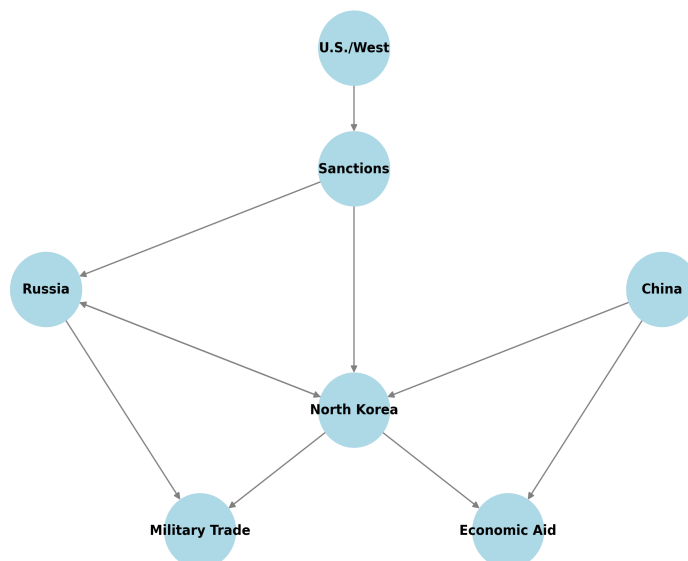 U.S./West
Sanctions
Russia
China
North Korea
Military Trade
Economic Aid